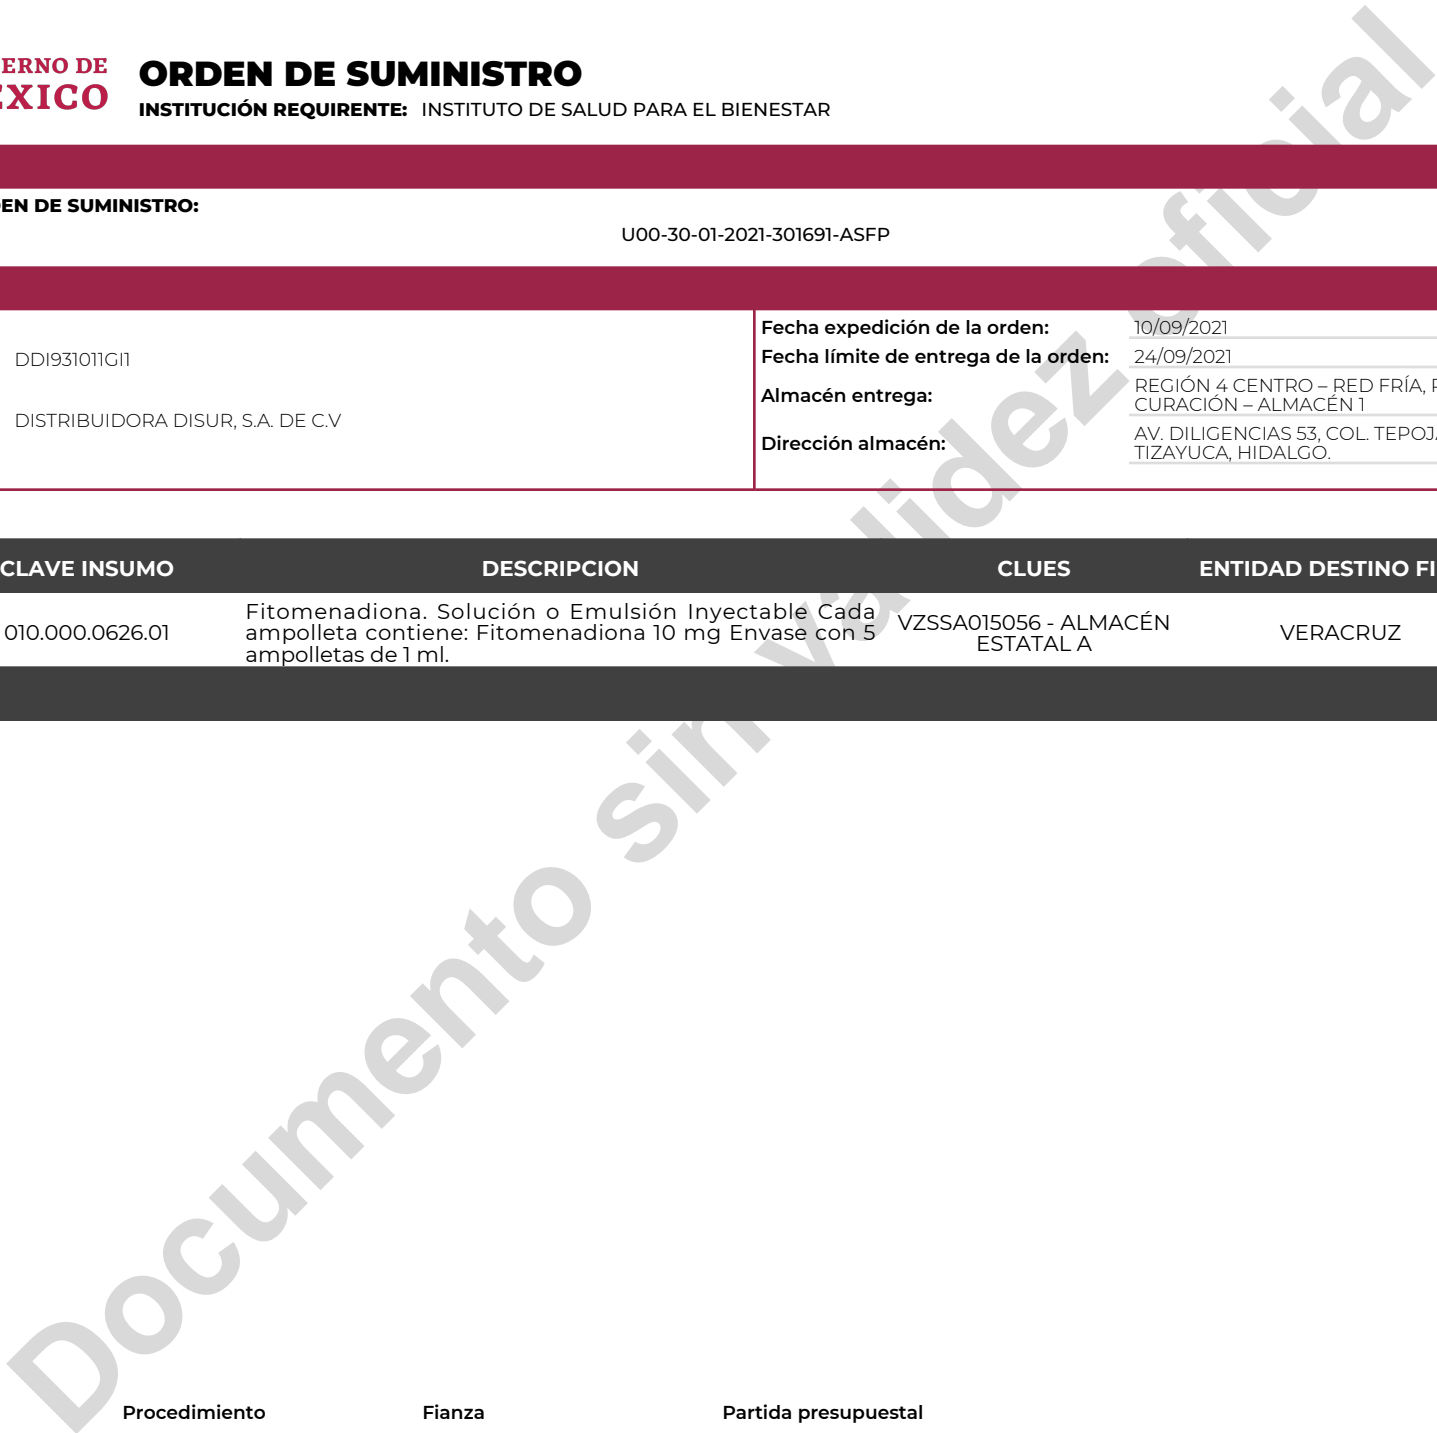 ERNO DE
EXICO
ORDEN DE SUMINISTRO
INSTITUCIÓN REQUIRENTE: INSTITUTO DE SALUD PARA EL BIENESTAR
EN DE SUMINISTRO:
U00-30-01-2021-301691-ASFP
DDI931011GI1
DISTRIBUIDORA DISUR, S.A. DE C.V
Fecha expedición de la orden: 10/09/2021
Fecha límite de entrega de la orden: 24/09/2021
Almacén entrega: REGIÓN 4 CENTRO – RED FRÍA,
CURACIÓN – ALMACÉN 1
Dirección almacén: AV. DILIGENCIAS 53, COL. TEPOJ
TIZAYUCA, HIDALGO.
CLAVE INSUMO DESCRIPCION CLUES ENTIDAD DESTINO FI
010.000.0626.01
Fitomenadiona. Solución o Emulsión Inyectable Cada
ampolleta contiene: Fitomenadiona 10 mg Envase con 5
ampolletas de 1 ml.
VZSSA015056 - ALMACÉN
ESTATAL A
VERACRUZ
Documento sin validez oficial
Procedimiento Fianza Partida presupuestal